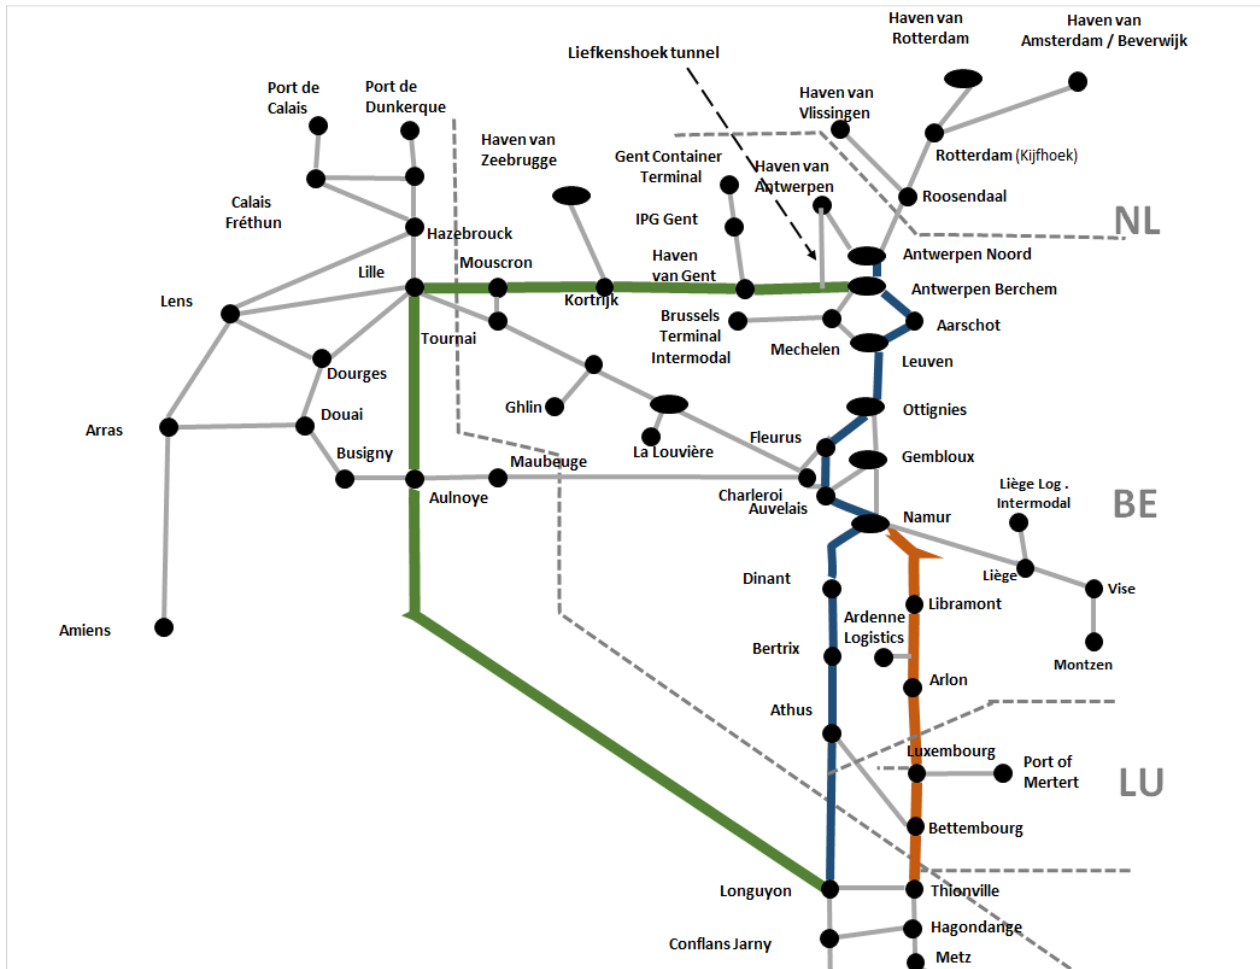 Haven van
Rotterdam
Haven van
Amsterdam / Beverwijk
Liefkenshoek tunnel
Port de
Calais
Port de
Dunkerque
Haven van
Vlissingen
Haven van
Zeebrugge
Gent Container
Terminal
Haven van
Antwerpen
Rotterdam (Kijfhoek)
Roosendaal
NL
Calais
Fréthun
IPG Gent
Hazebrouck
Haven
van Gent
Antwerpen Noord
Mouscron
Lille
Antwerpen Berchem
Lens
Kortrijk
Brussels
Terminal
Intermodal
Aarschot
Tournai
Mechelen
Leuven
Dourges
Ghlin
Ottignies
Douai
Arras
La Louvière
Fleurus
Busigny
Maubeuge
Gembloux
Aulnoye
Charleroi
Auvelais
Liège Log .
Intermodal
BE
Namur
Dinant
Liège
Vise
Libramont
Ardenne
Logistics
Amiens
Bertrix
Montzen
Arlon
Athus
Luxembourg
Port of
Mertert
LU
Bettembourg
Longuyon
Thionville
Hagondange
Conflans Jarny
Metz